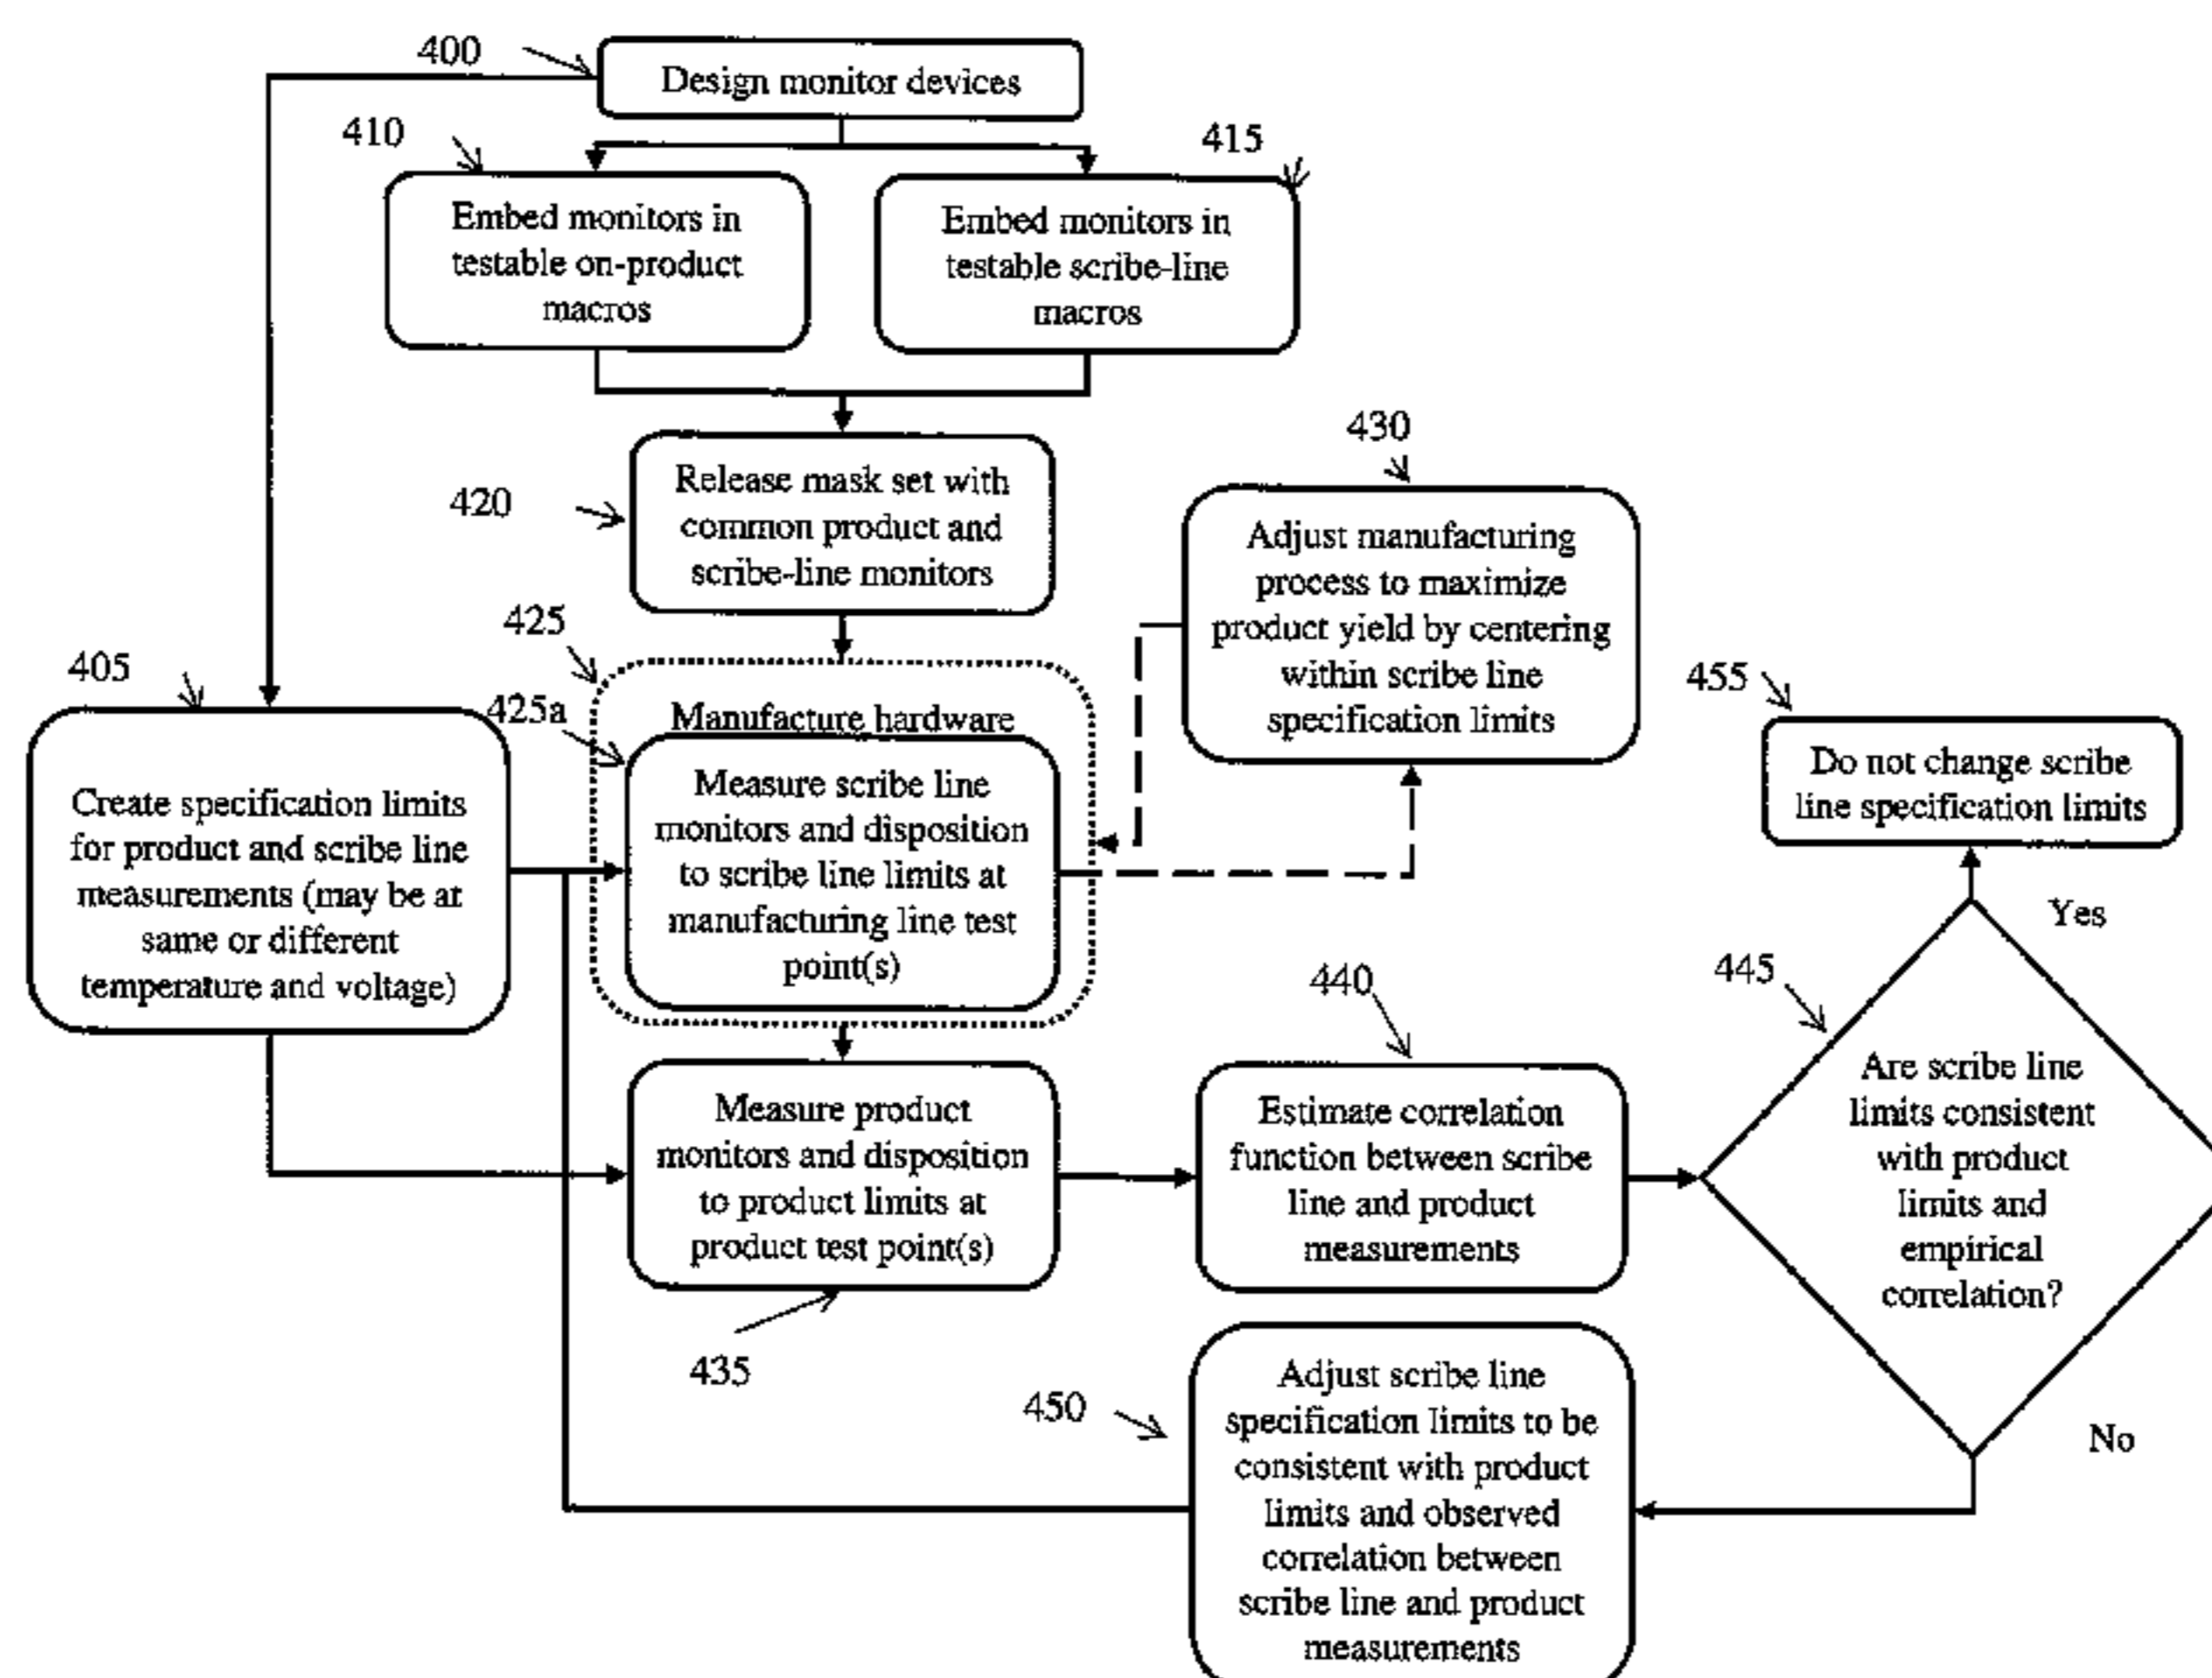 400
Design monitor devices
410
415
Embed monitors in
testable on-product
macros
Embed monitors in
testable scribe-line
macros
420
Release mask set with
common product and
scribe-line monitors
430
Adjust manufacturing
process to maximize
product yield by centering
within scribe line
specification limits
405
Create specification limits
for product and scribe line
measurements (may be at
same or different
temperature and voltage)
425
425a
Manufacture hardware
Measure scribe line
monitors and disposition
to scribe line limits at
manufacturing line test
point(s)
455
Do not change scribe
line specification limits
Yes
435
Measure product
monitors and disposition
to product limits at
product test point(s)
440
Estimate correlation
function between scribe
line and product
measurements
445
Are scribe line
limits consistent
with product
limits and
empirical
correlation?
No
450
Adjust scribe line
specification limits to be
consistent with product
limits and observed
correlation between
scribe line and product
measurements